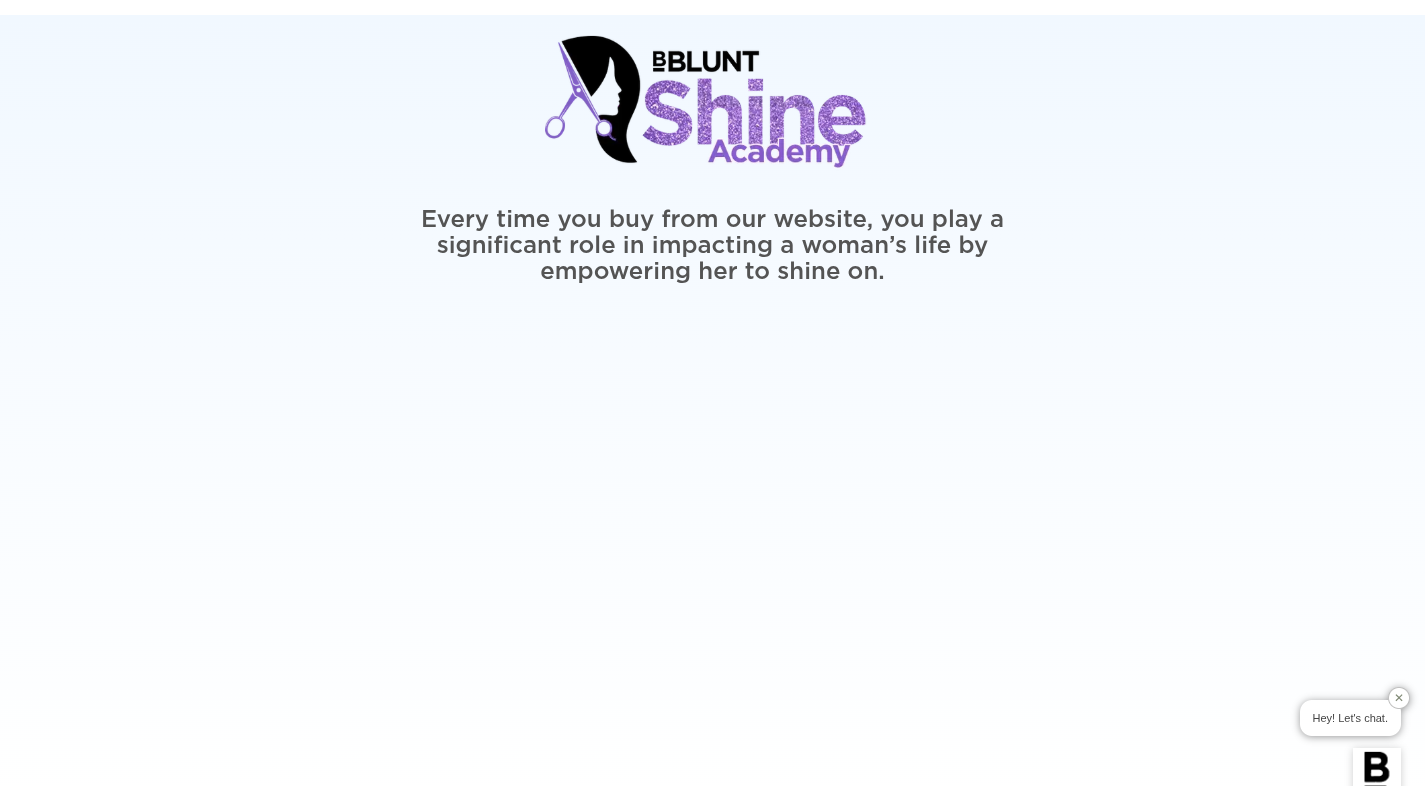 BBLUNT
Shine
Academy
Every time you buy from our website, you play a
significant role in impacting a woman’s life by
empowering her to shine on.
Hey! Let's chat.
B